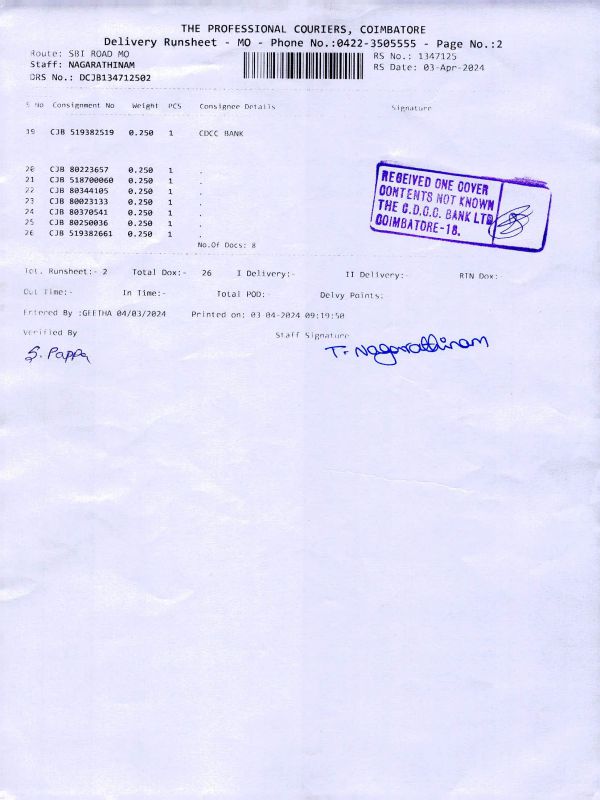 THE PROFESSIONAL COURIERS, COIMBATORE
Delivery Runsheet - MO - Phone No.:0422-3505555 - Page No.:2
Route: SBI ROAD MO
RS No.: 1347125
Staff: NAGARATHINAM
RS Date: 03-Apr-2024
DRS No.: DCJB134712502
S No Consignment No Weight PCS Consignee Details Signature
19 CJB 519382519 0.250 1 CDCC BANK
20 CJB 80223657 0.250 1 .
21 CJB 518700060 0.250 1 .
22 CJB 80344105 0.250 1 .
23 CJB 80023133 0.250 1 .
24 CJB 80370541 0.250 1 .
25 CJB 80250036 0.250 1 .
26 CJB 519382661 0.250 1 .
No.Of Docs: 8
RECEIVED ONE COVER
CONTENTS NOT KNOWN
THE C.D.C.C. BANK LTD
COIMBATORE-18.
Tot. Runsheet:- 2 Total Dox:- 26 I Delivery:- II Delivery:- RTN Dox:-
Out Time:- In Time:- Total POD:- Delvy Points:
Entered By :GEETHA 04/03/2024 Printed on: 03-04-2024 09:19:50
Verified By Staff Signature
S. Pappa T. Nagarathinam